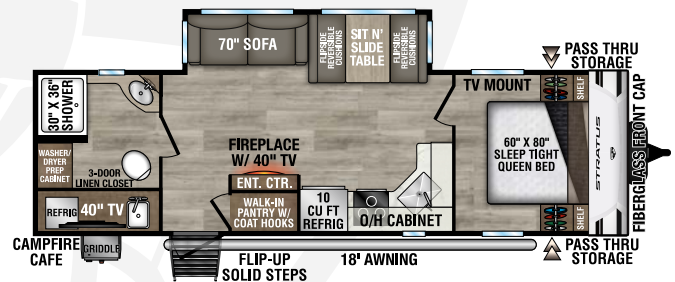 70" SOFA
FLIPSIDE
REVERSIBLE
CUSHIONS
SIT N'
SLIDE
TABLE
FLIPSIDE
REVERSIBLE
CUSHIONS
PASS THRU
STORAGE
30" X 36"
SHOWER
TV MOUNT
SHELF
FIBERGLASS FRONT CAP
WASHER/
DRYER
PREP
CABINET
3-DOOR
LINEN CLOSET
FIREPLACE
W/ 40" TV
ENT. CTR.
60" X 80"
SLEEP TIGHT
QUEEN BED
STRATUS
REFRIG
40" TV
WALK-IN
PANTRY W/
COAT HOOKS
10
CU FT
REFRIG
O/H CABINET
SHELF
CAMPFIRE
CAFE
GRIDDLE
FLIP-UP
SOLID STEPS
18' AWNING
PASS THRU
STORAGE